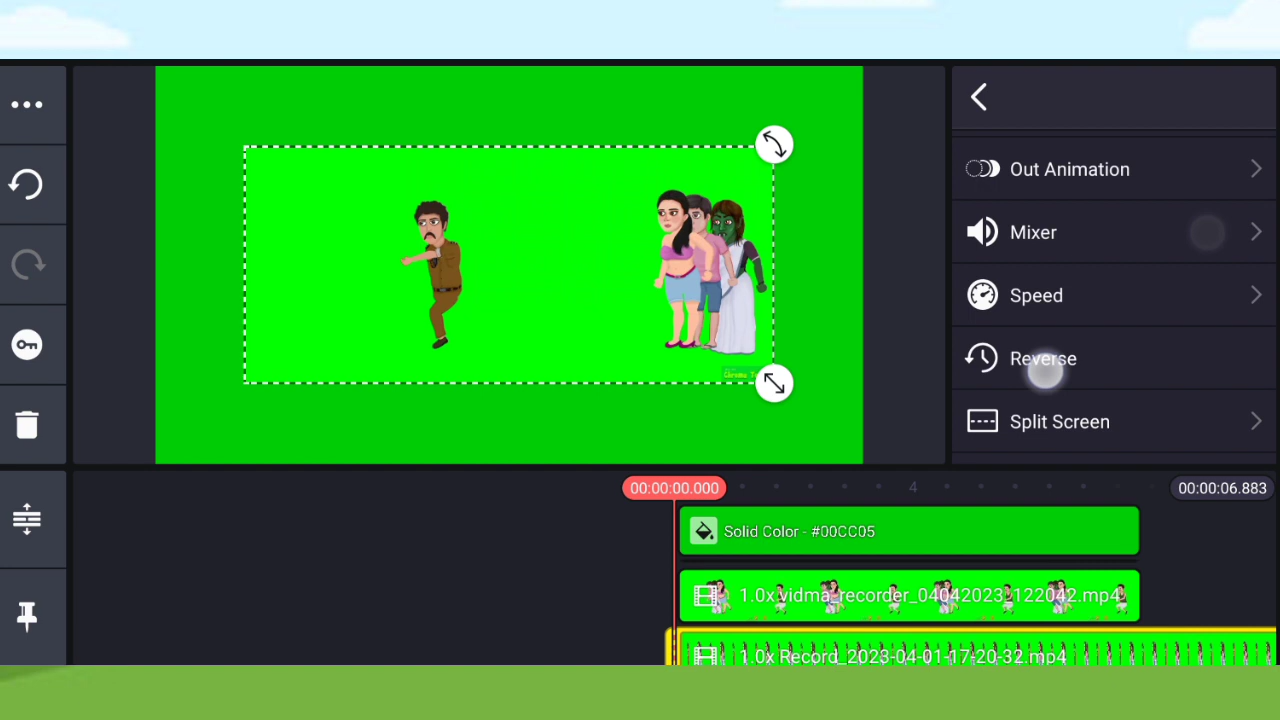 Out Animation
Mixer
Speed
Reverse
Split Screen
00:00:00.000
4
00:00:06.883
Solid Color - #00CC05
1.0x vidma_recorder_04042023_122042.mp4
1.0x Record_2023-04-01-17-20-32.mp4